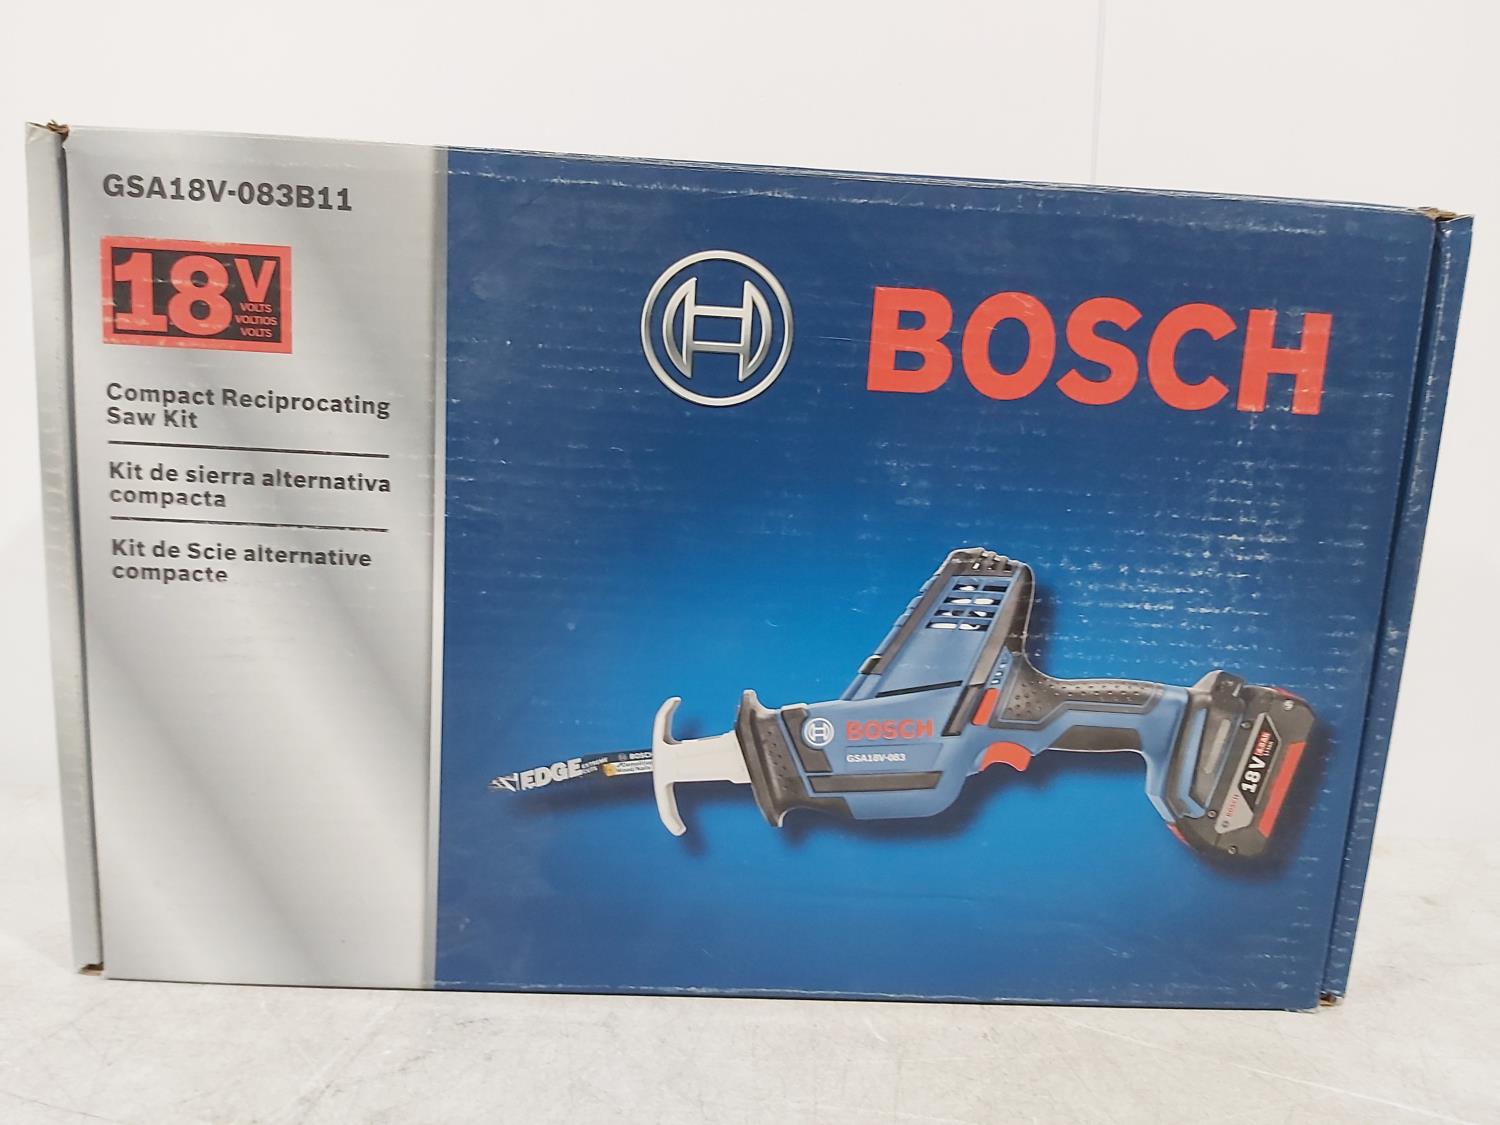 GSA18V-083B11
18V
VOLTS
VOLTIOS
VOLTS
Compact Reciprocating
Saw Kit
Kit de sierra alternativa
compacta
Kit de Scie alternative
compacte
BOSCH
BOSCH
GSA18V-083
EDGE
BOSCH
18V
BOSCH